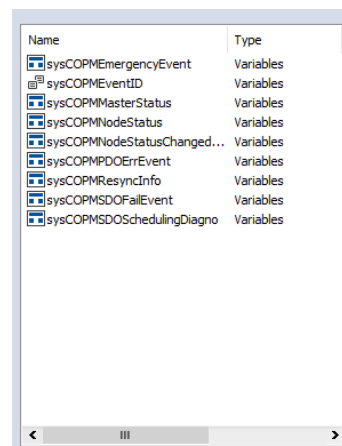 Name Type
sysCOPMEmergencyEvent Variables
sysCOPMEventID Variables
sysCOPMMasterStatus Variables
sysCOPMNodeStatus Variables
sysCOPMNodeStatusChanged... Variables
sysCOPMPDOErrEvent Variables
sysCOPMResyncInfo Variables
sysCOPMSDOFailEvent Variables
sysCOPMSDOSchedulingDiagno Variables